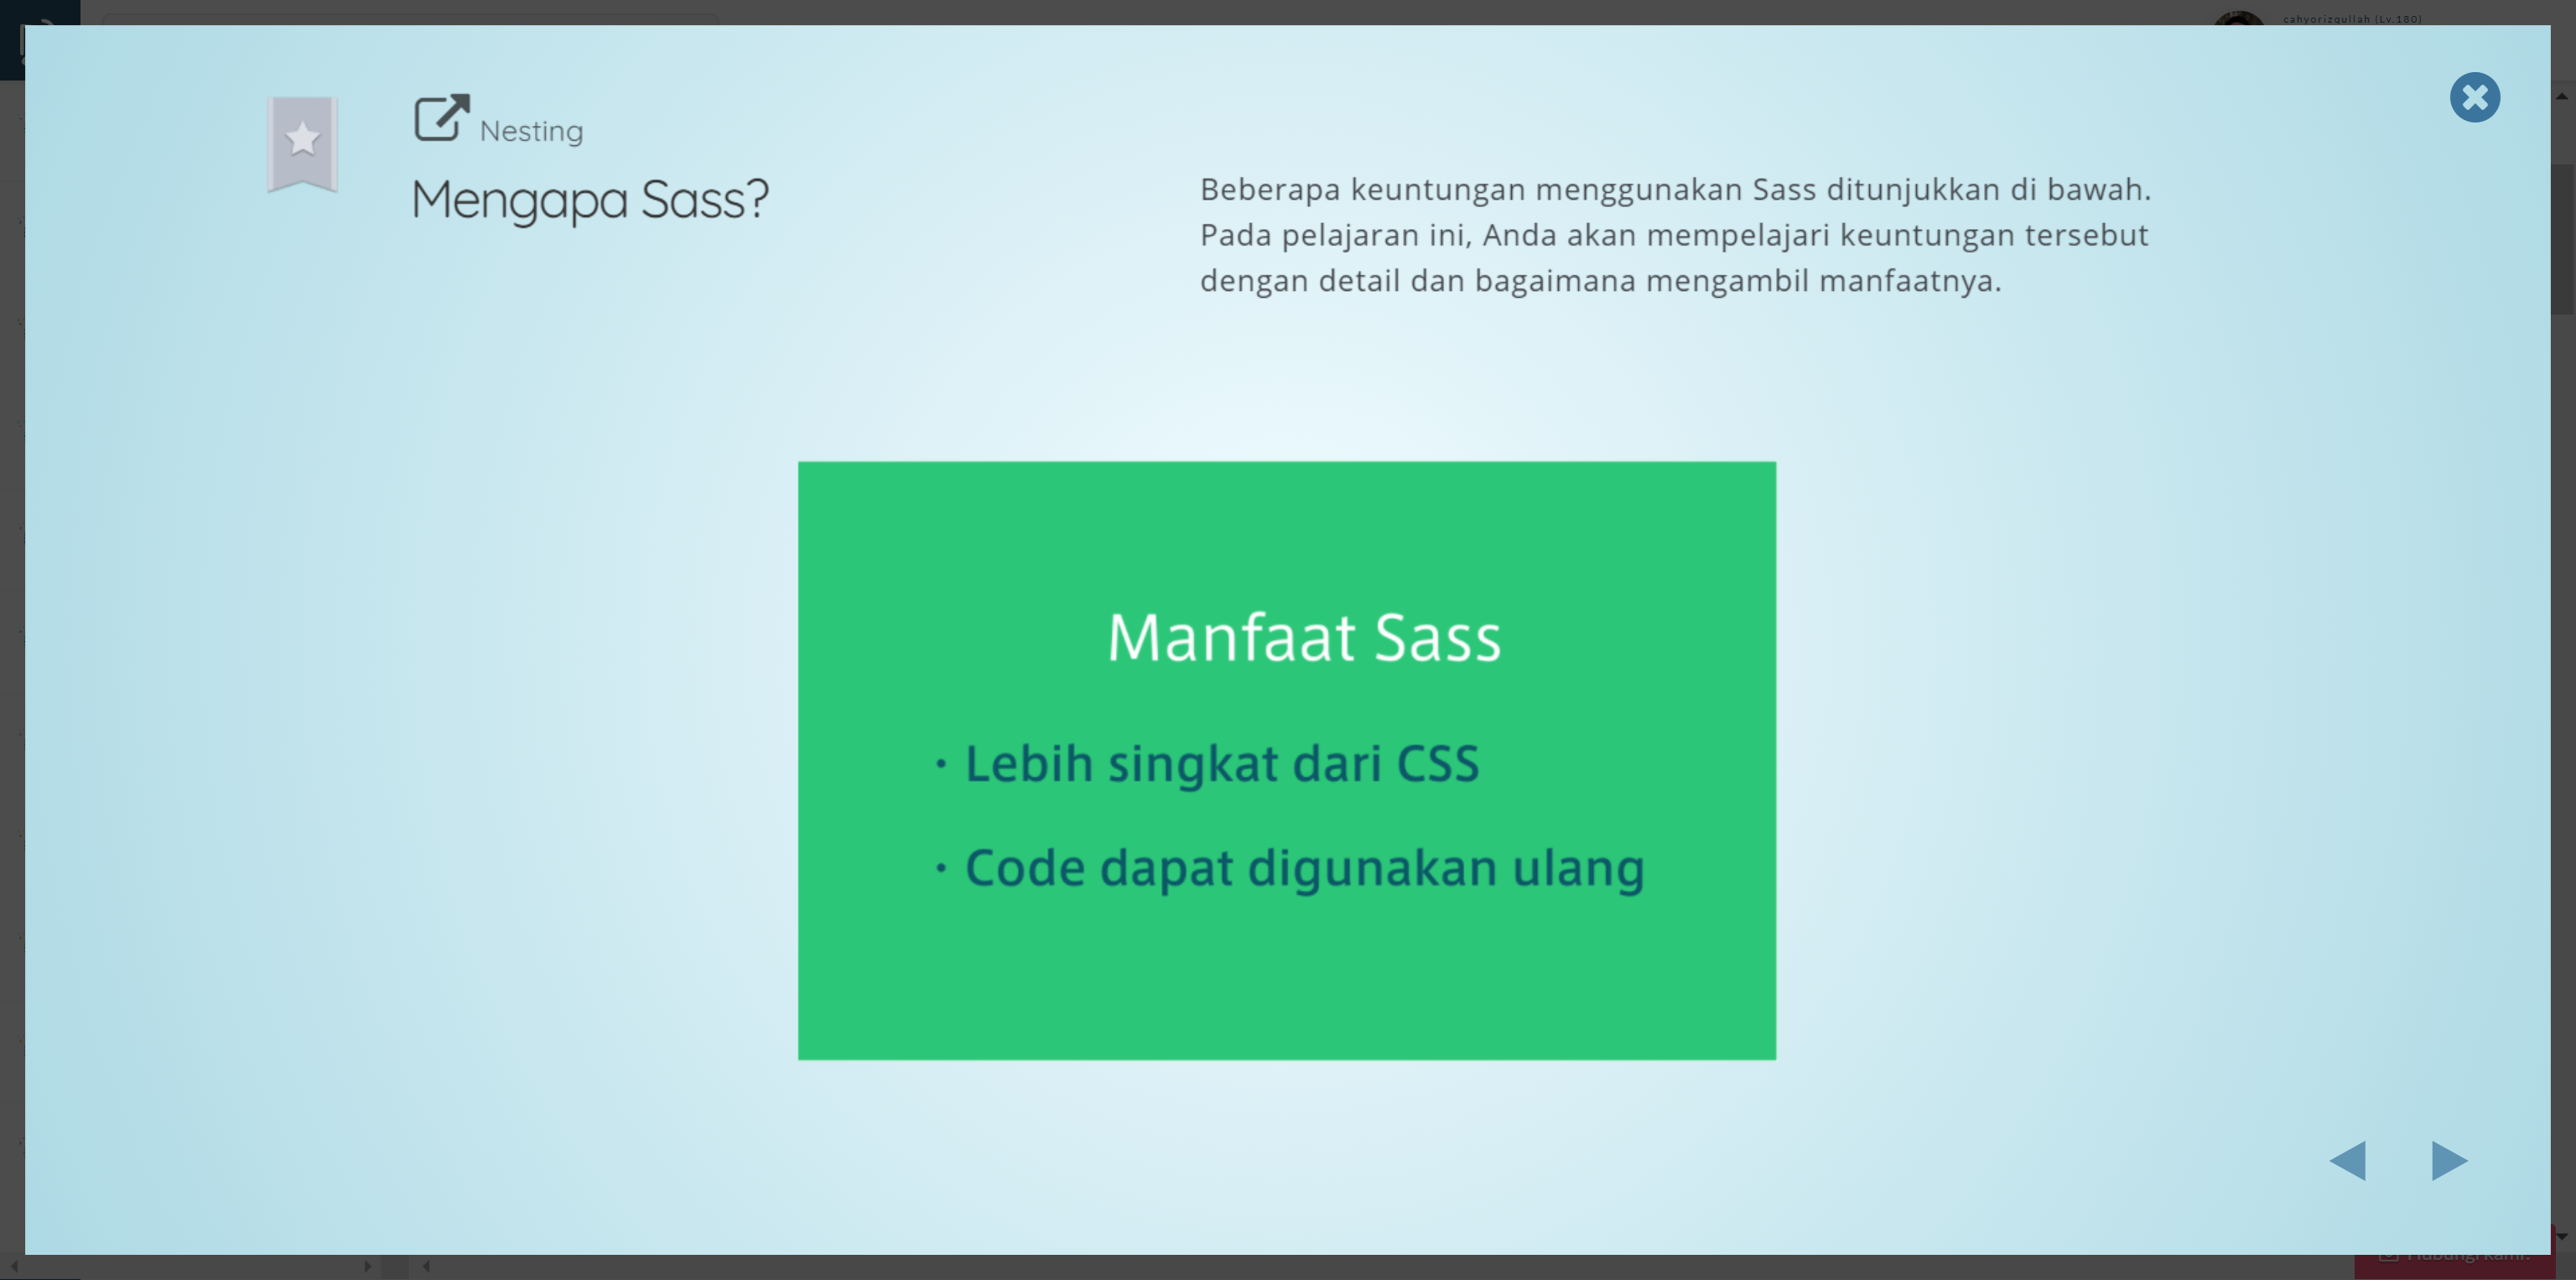 cahyorizqullah (Lv.180)
Nesting
Mengapa Sass?
Beberapa keuntungan menggunakan Sass ditunjukkan di bawah.
Pada pelajaran ini, Anda akan mempelajari keuntungan tersebut
dengan detail dan bagaimana mengambil manfaatnya.
Manfaat Sass
· Lebih singkat dari CSS
· Code dapat digunakan ulang